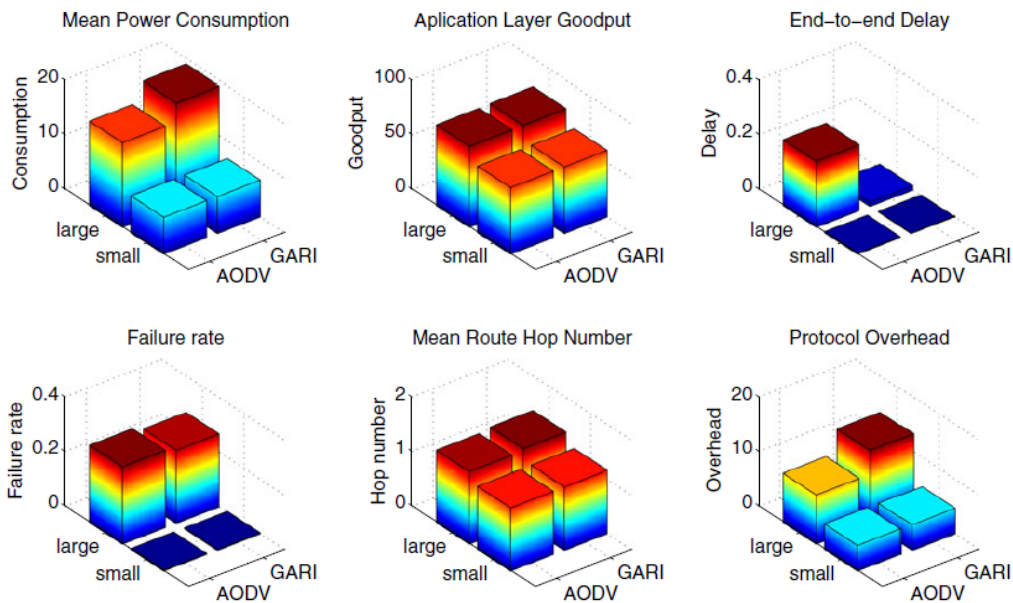 Mean Power Consumption
Consumption
20
10
0
large
small
AODV
GARI
Aplication Layer Goodput
Goodput
100
50
0
large
small
AODV
GARI
End−to−end Delay
Delay
0.4
0.2
0
large
small
AODV
GARI
Failure rate
Failure rate
0.4
0.2
0
large
small
AODV
GARI
Mean Route Hop Number
Hop number
2
1
0
large
small
AODV
GARI
Protocol Overhead
Overhead
20
10
0
large
small
AODV
GARI